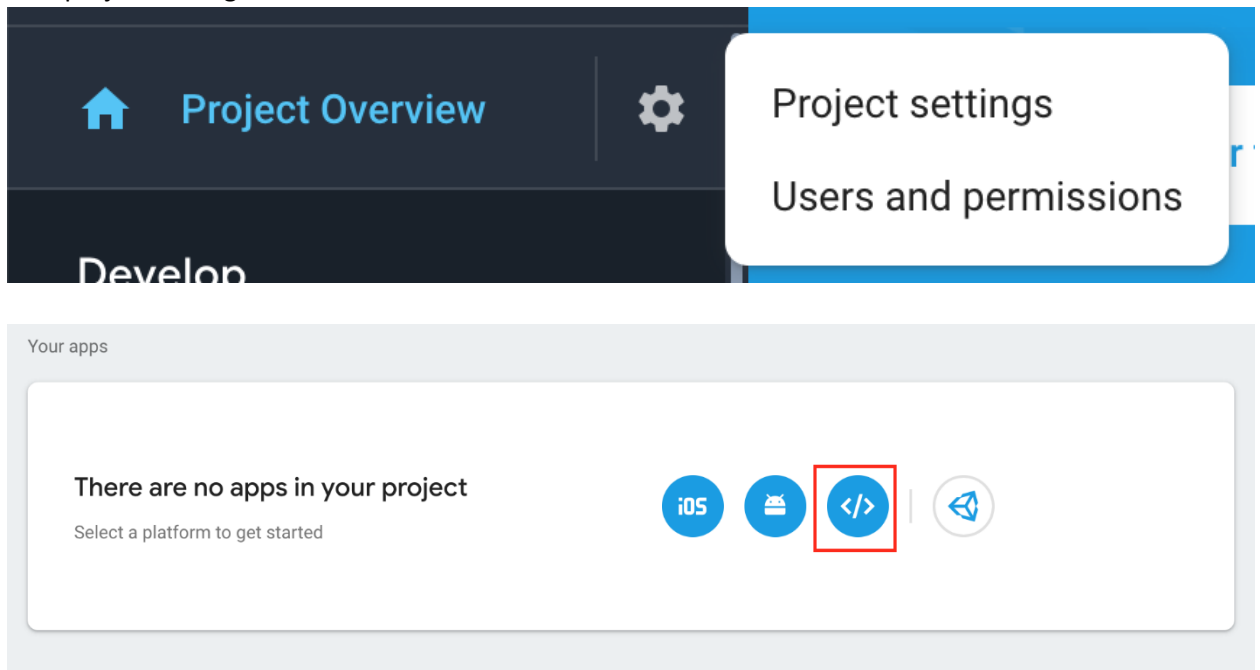 Project Overview
Project settings
Users and permissions
r
Develop
Your apps
There are no apps in your project
Select a platform to get started
iOS
</>